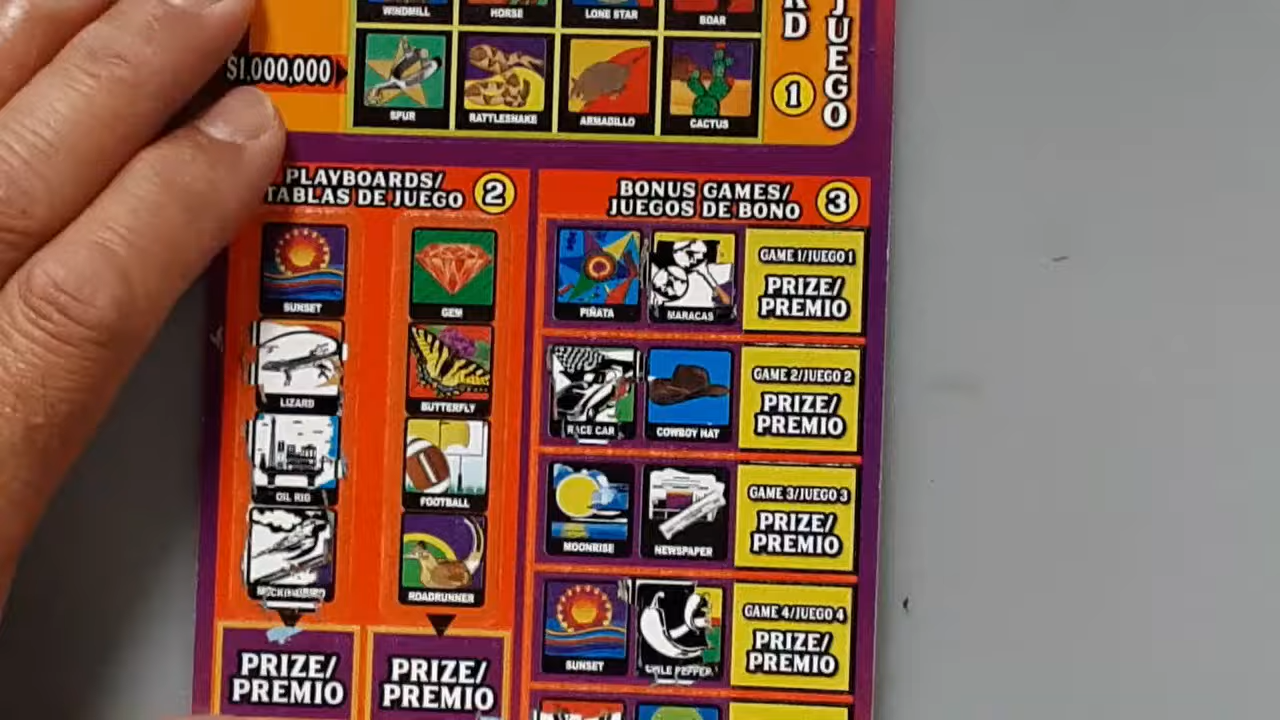 WINDMILL
HORSE
LONE STAR
BOAR
$1,000,000
SPUR
RATTLESNAKE
ARMADILLO
CACTUS
RD
1
JUEGO
PLAYBOARDS/
TABLAS DE JUEGO
2
SUNSET
GEM
LIZARD
BUTTERFLY
OIL RIG
FOOTBALL
MOCKINGBIRD
ROADRUNNER
PRIZE/
PREMIO
PRIZE/
PREMIO
BONUS GAMES/
JUEGOS DE BONO
3
PIÑATA
MARACAS
GAME 1/JUEGO 1
PRIZE/
PREMIO
RACE CAR
COWBOY HAT
GAME 2/JUEGO 2
PRIZE/
PREMIO
MOONRISE
NEWSPAPER
GAME 3/JUEGO 3
PRIZE/
PREMIO
SUNSET
CHILE PEPPER
GAME 4/JUEGO 4
PRIZE/
PREMIO